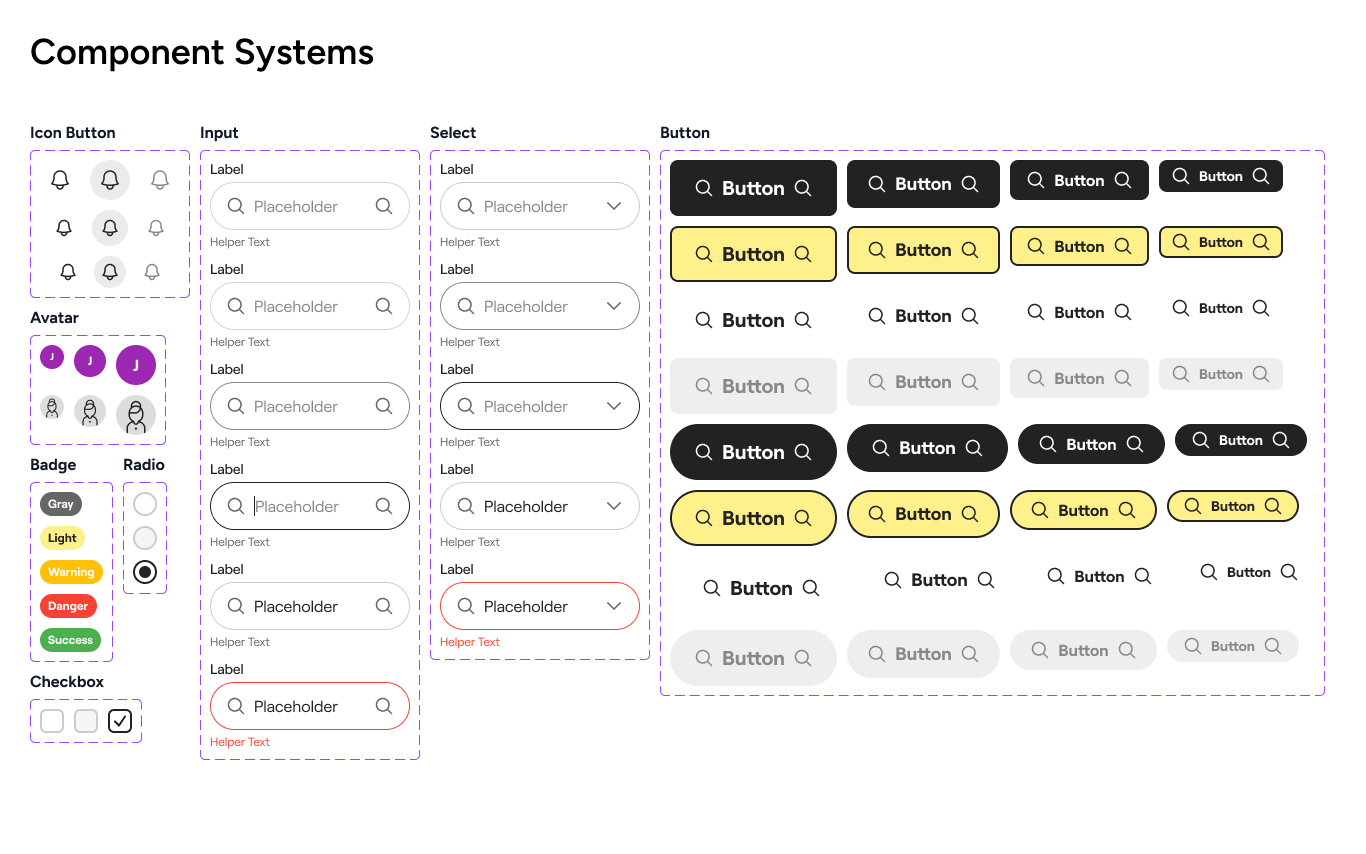 Component Systems
Icon Button
Avatar
J J J
Badge
Gray
Light
Warning
Danger
Success
Radio
Checkbox
Input
Label
Placeholder
Helper Text
Label
Placeholder
Helper Text
Label
Placeholder
Helper Text
Label
Placeholder
Helper Text
Label
Placeholder
Helper Text
Label
Placeholder
Helper Text
Select
Label
Placeholder
Helper Text
Label
Placeholder
Helper Text
Label
Placeholder
Helper Text
Label
Placeholder
Helper Text
Label
Placeholder
Helper Text
Button
Button Button Button Button
Button Button Button Button
Button Button Button Button
Button Button Button Button
Button Button Button Button
Button Button Button Button
Button Button Button Button
Button Button Button Button